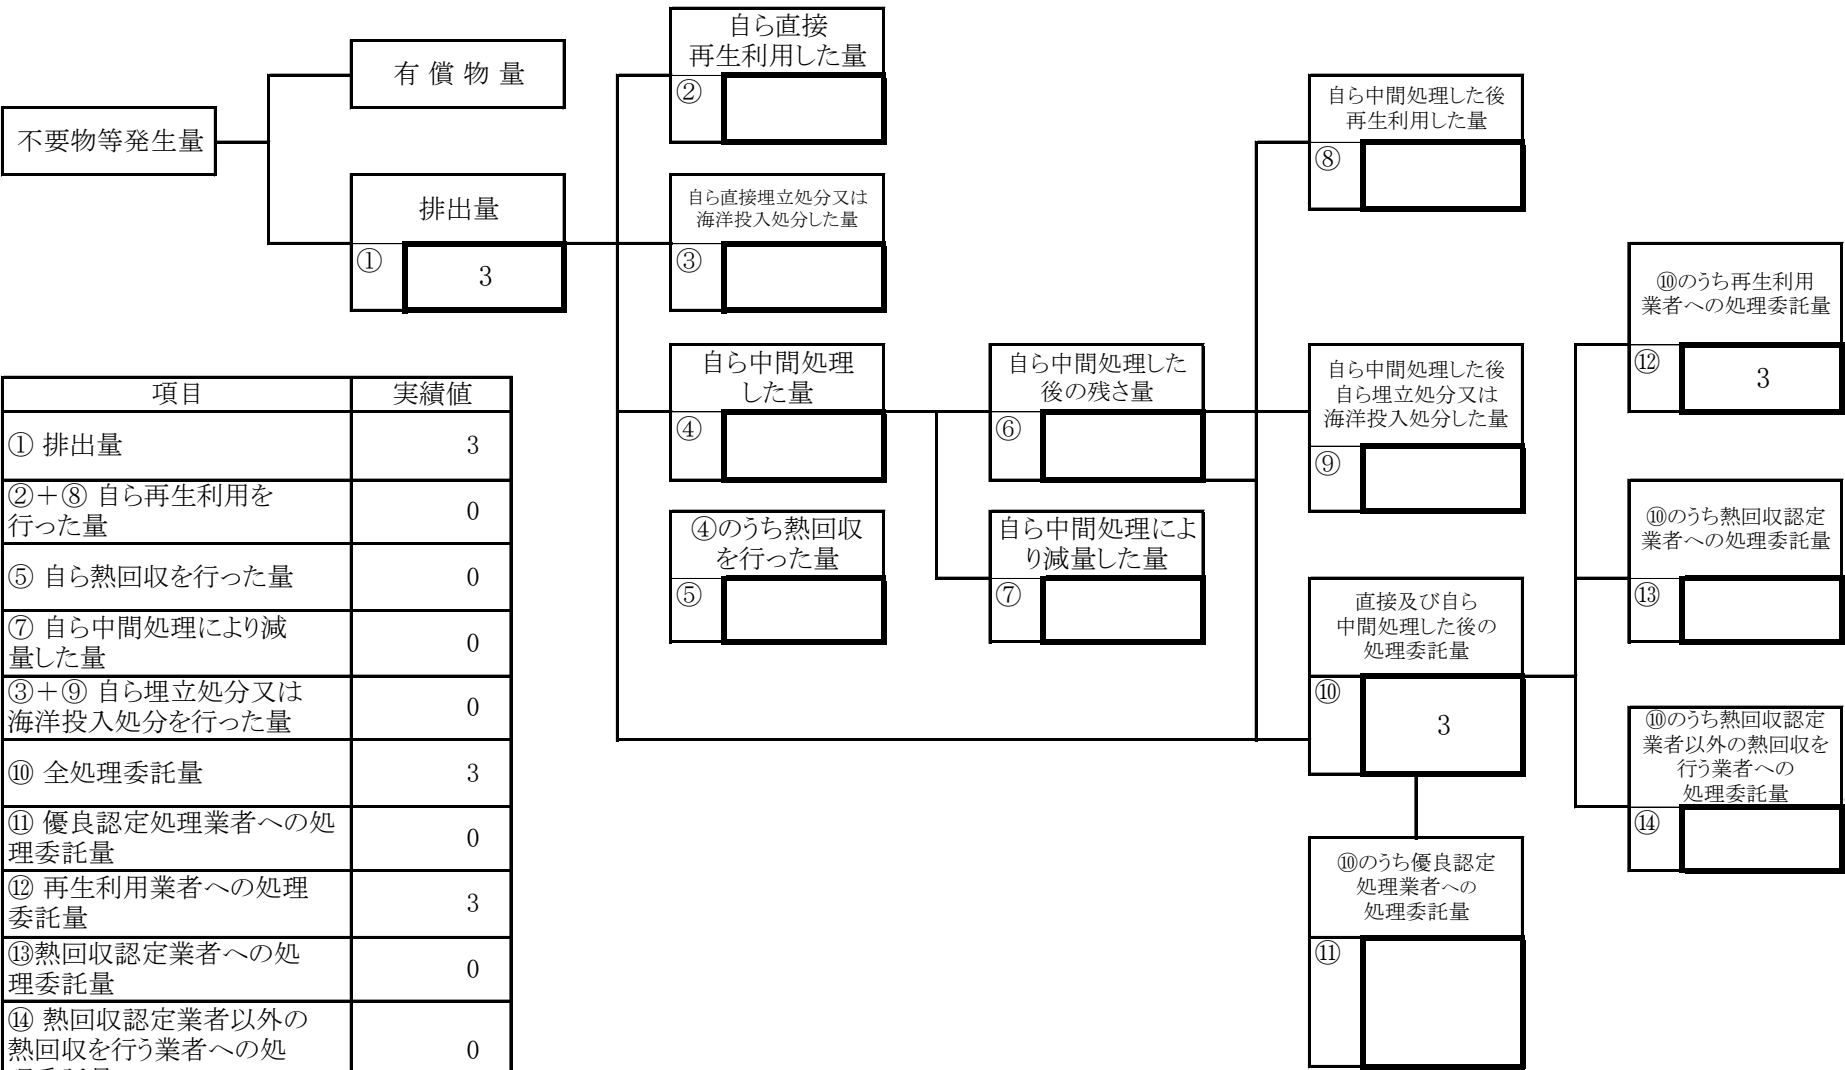 不要物等発生量
有 償 物 量
排出量
①
3
自ら直接
再生利用した量
②
自ら直接埋立処分又は
海洋投入処分した量
③
自ら中間処理
した量
④
④のうち熱回収
を行った量
⑤
自ら中間処理した
後の残さ量
⑥
自ら中間処理によ
り減量した量
⑦
自ら中間処理した後
再生利用した量
⑧
自ら中間処理した後
自ら埋立処分又は
海洋投入処分した量
⑨
直接及び自ら
中間処理した後の
処理委託量
⑩
3
⑩のうち優良認定
処理業者への
処理委託量
⑪
⑩のうち再生利用
業者への処理委託量
⑫
3
⑩のうち熱回収認定
業者への処理委託量
⑬
⑩のうち熱回収認定
業者以外の熱回収を
行う業者への
処理委託量
⑭
項目 実績値
① 排出量 3
②＋⑧ 自ら再生利用を
行った量 0
⑤ 自ら熱回収を行った量 0
⑦ 自ら中間処理により減
量した量 0
③＋⑨ 自ら埋立処分又は
海洋投入処分を行った量 0
⑩ 全処理委託量 3
⑪ 優良認定処理業者への処
理委託量 0
⑫ 再生利用業者への処理
委託量 3
⑬熱回収認定業者への処
理委託量 0
⑭ 熱回収認定業者以外の
熱回収を行う業者への処 0